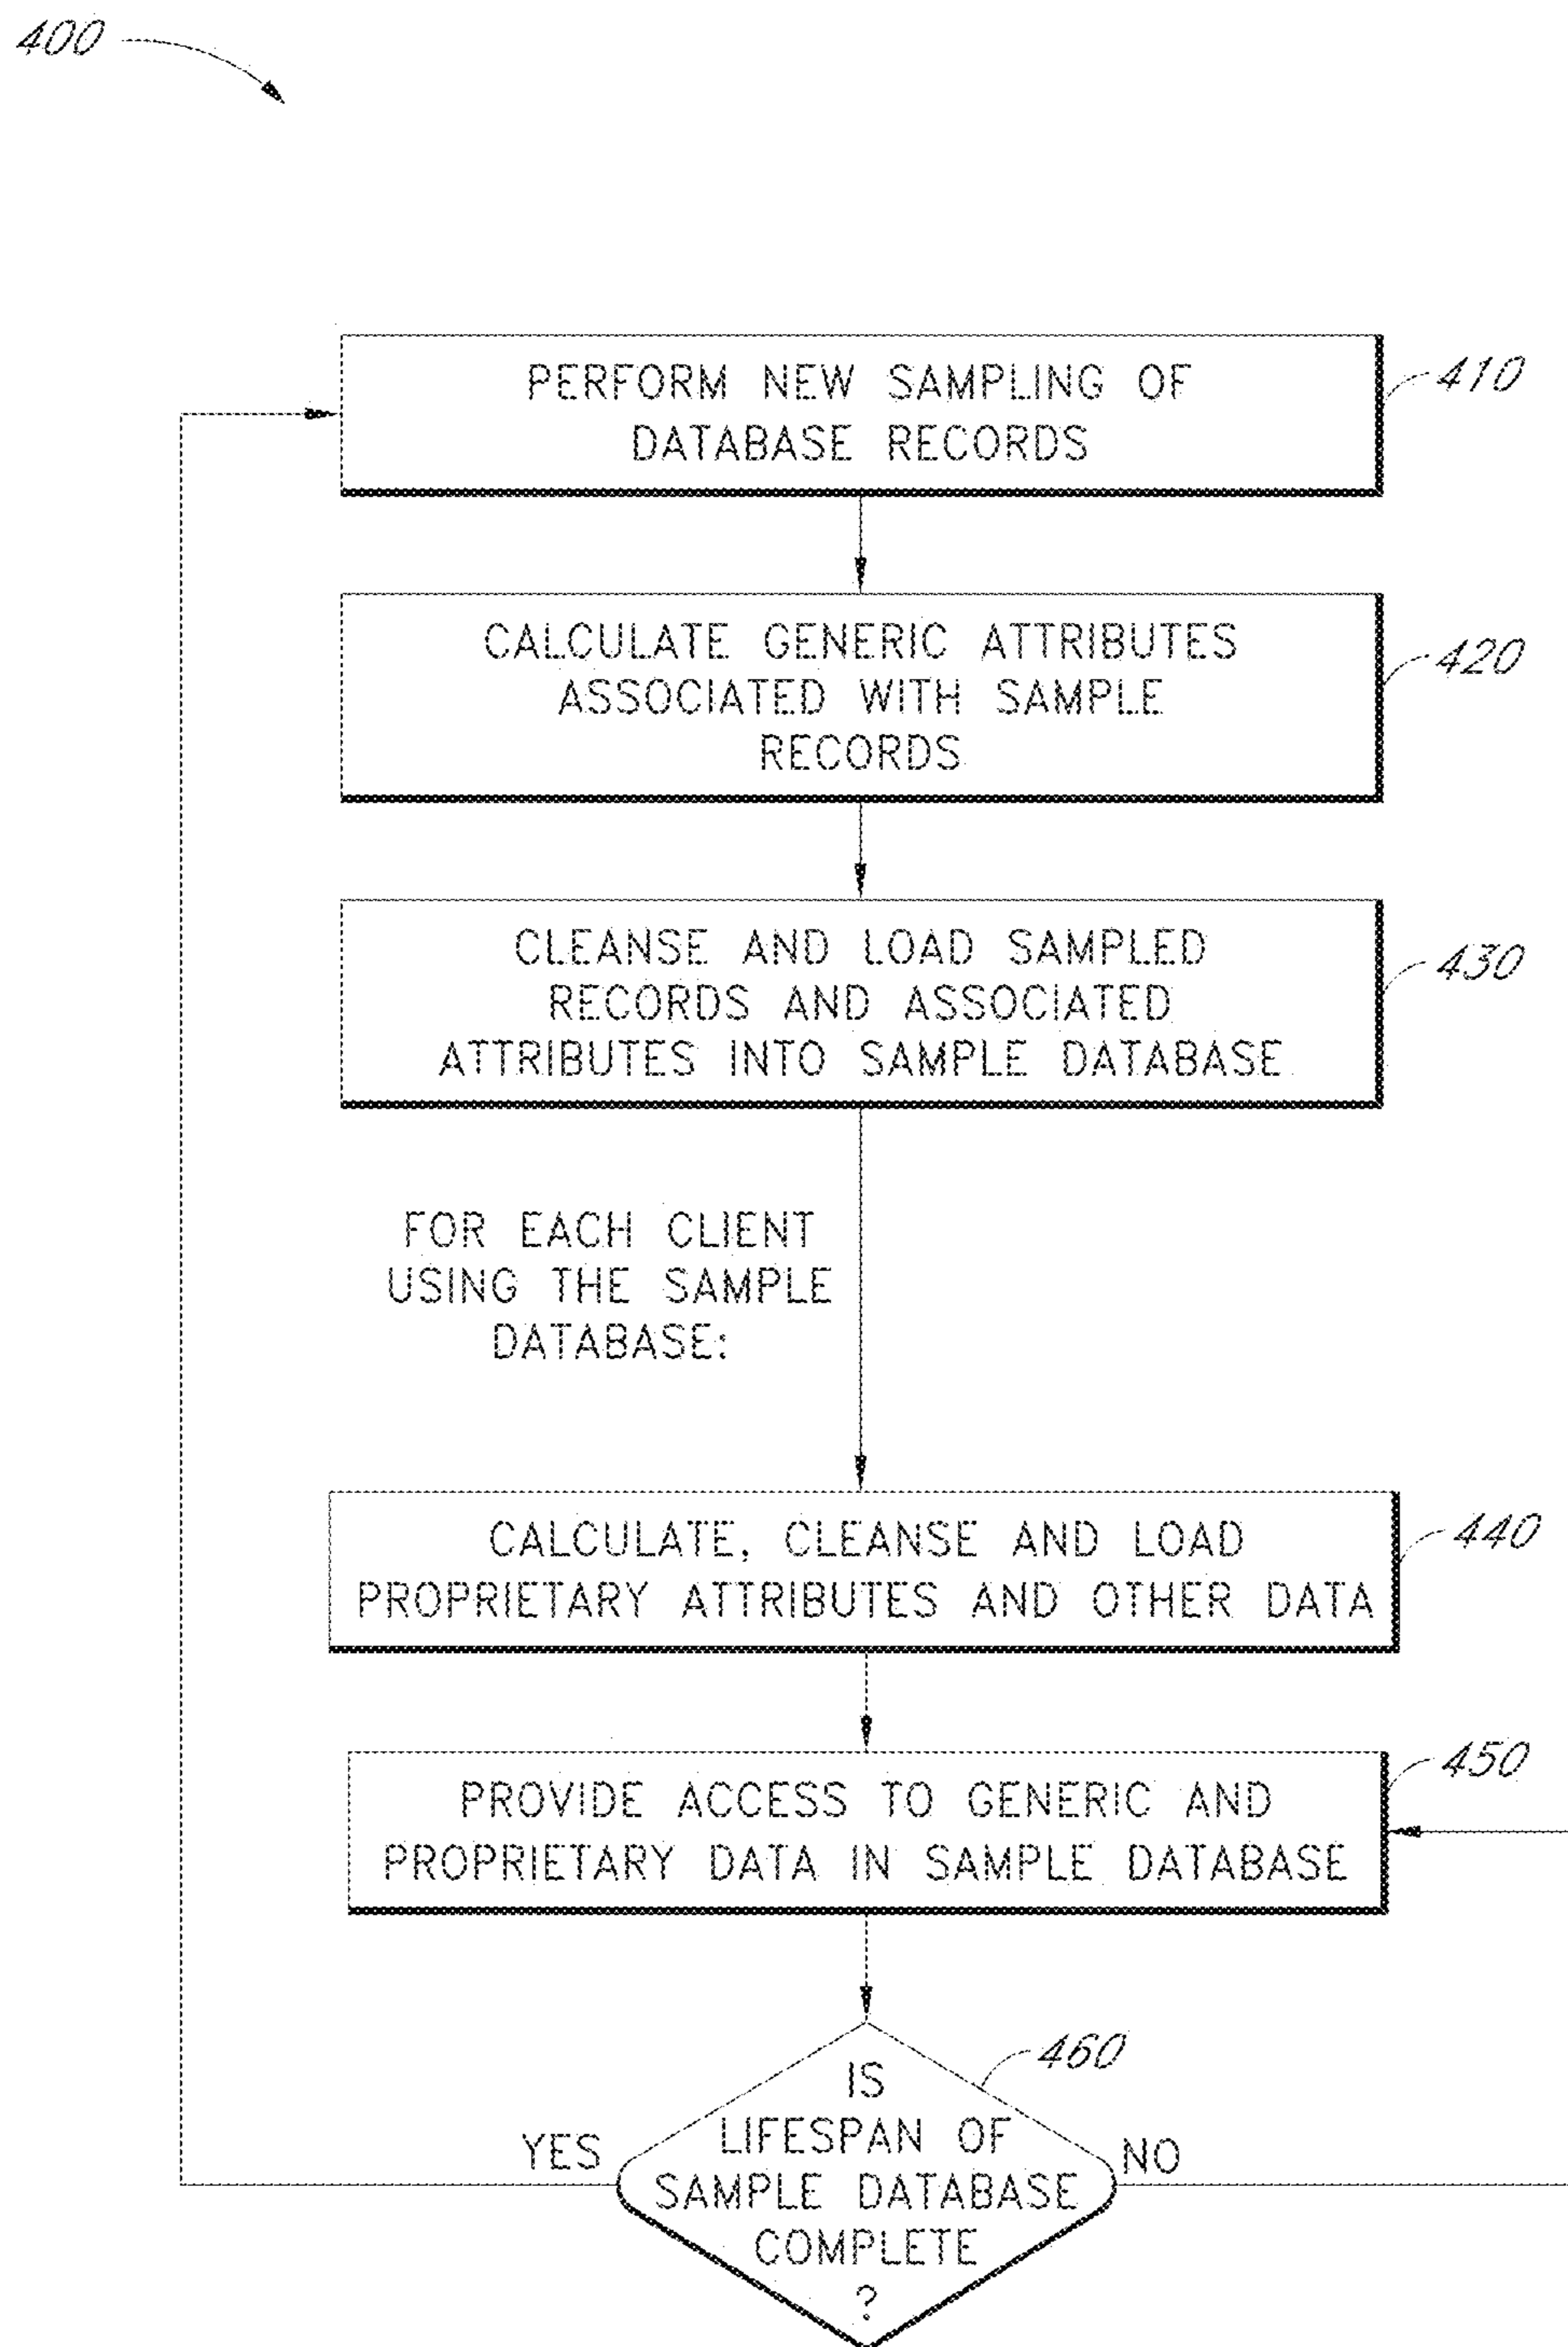 400
PERFORM NEW SAMPLING OF
DATABASE RECORDS
410
CALCULATE GENERIC ATTRIBUTES
ASSOCIATED WITH SAMPLE
RECORDS
420
CLEANSE AND LOAD SAMPLED
RECORDS AND ASSOCIATED
ATTRIBUTES INTO SAMPLE DATABASE
430
FOR EACH CLIENT
USING THE SAMPLE
DATABASE:
CALCULATE, CLEANSE AND LOAD
PROPRIETARY ATTRIBUTES AND OTHER DATA
440
PROVIDE ACCESS TO GENERIC AND
PROPRIETARY DATA IN SAMPLE DATABASE
450
IS
LIFESPAN OF
SAMPLE DATABASE
COMPLETE
?
460
YES
NO